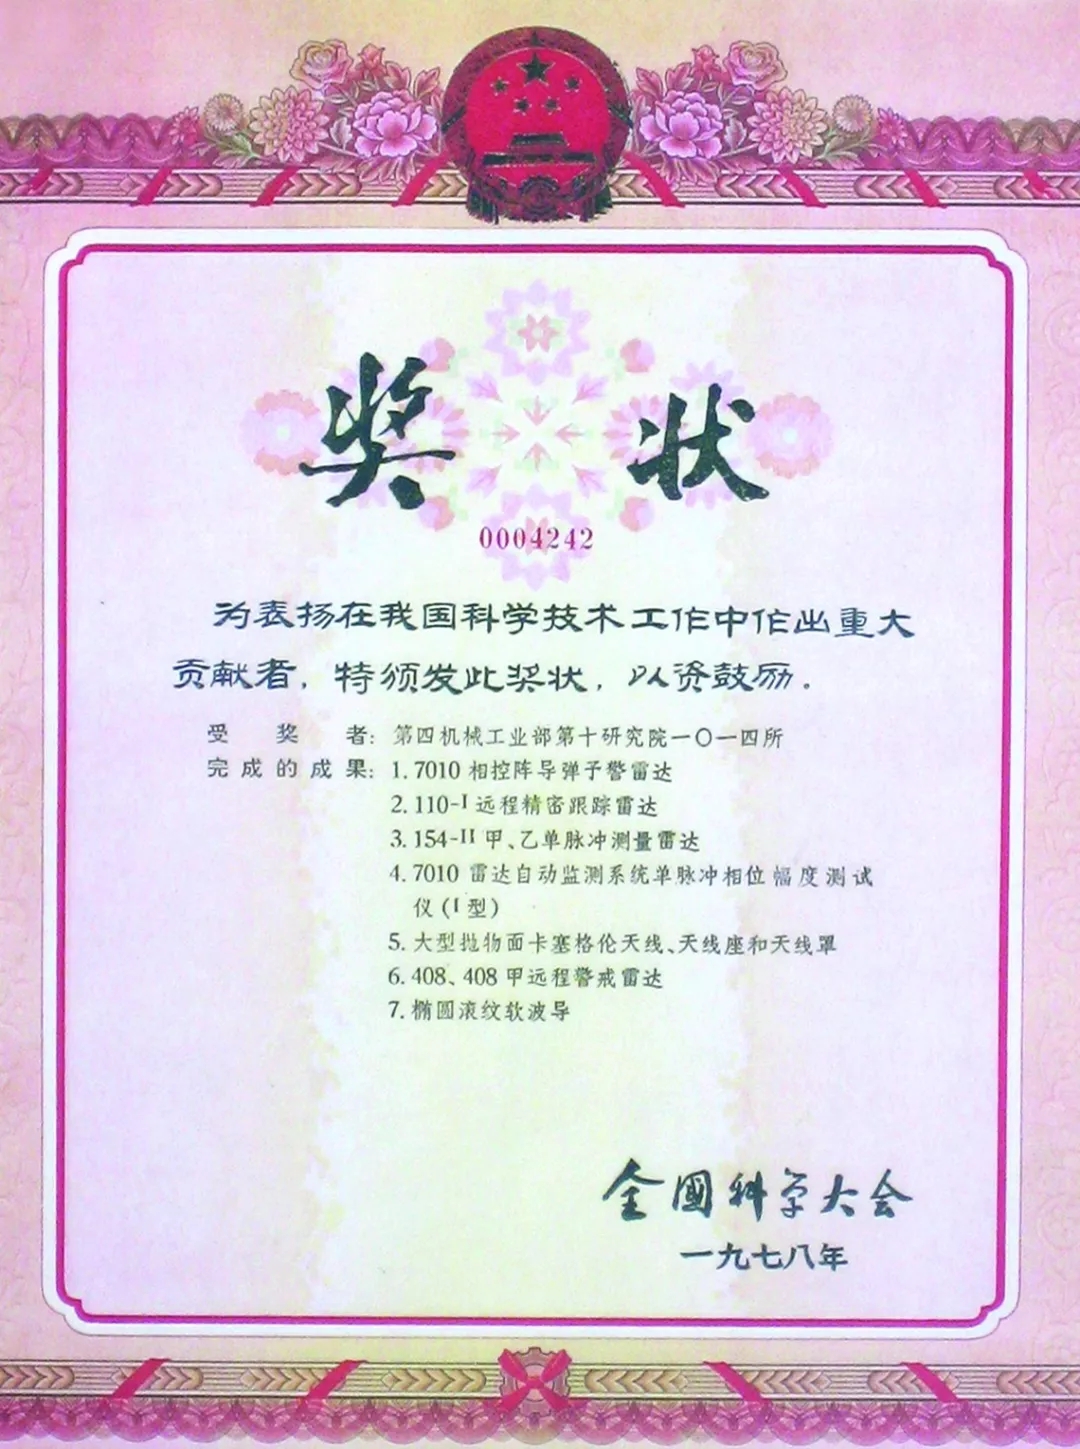 奖状
0004242
为表扬在我国科学技术工作中作出重大
贡献者，特颁发此奖状，以资鼓励．
受奖者：第四机械工业部第十研究院一〇一四所
完成的成果：1. 7010 相控阵导弹予警雷达
2. 110-I 远程精密跟踪雷达
3. 154-II 甲、乙单脉冲测量雷达
4. 7010 雷达自动监测系统单脉冲相位幅度测试
仪（I型）
5. 大型抛物面卡塞格伦天线、天线座和天线罩
6. 408、408 甲远程警戒雷达
7. 椭圆滚纹软波导
全國科学大会
一九七八年